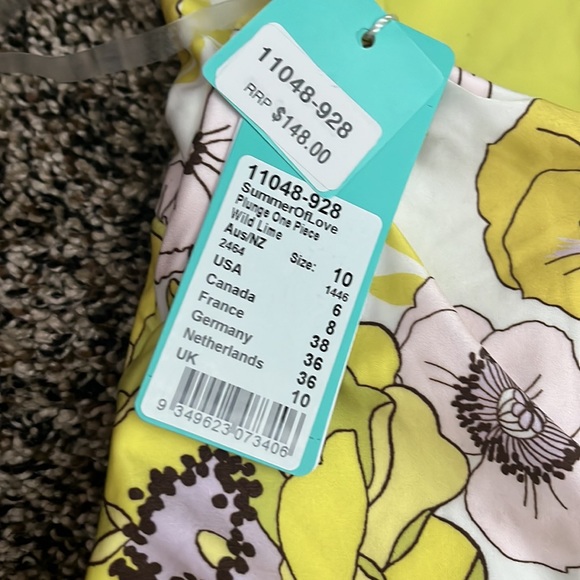 11048-928
RRP $148.00
11048-928
SummerOfLove
Plunge One Piece
Wild Lime
Aus/NZ Size: 10
2464 1446
USA 6
Canada 8
France 38
Germany 36
Netherlands 36
UK 10
9 349623 073406